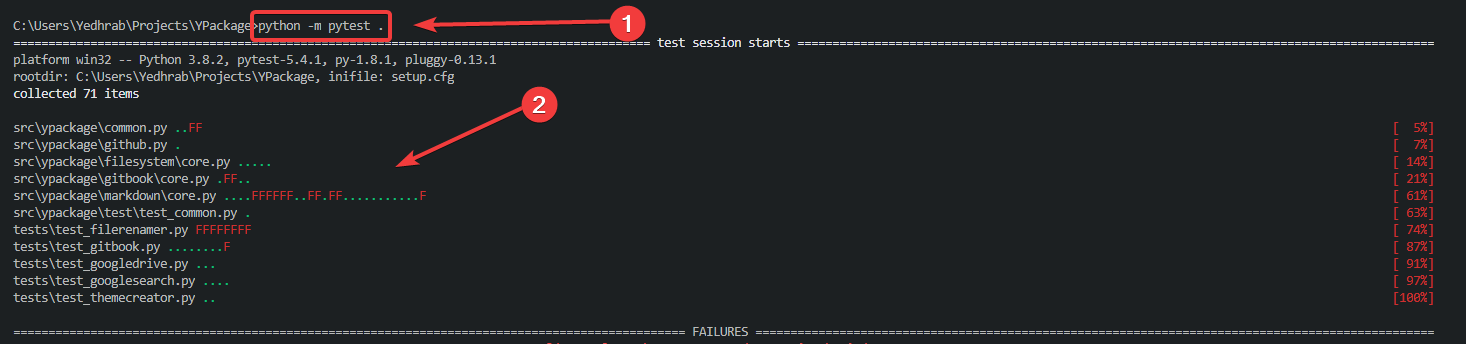 C:\Users\Yedhrab\Projects\YPackage>python -m pytest . 1
=========================================================================================== test session starts ===========================================================================================
platform win32 -- Python 3.8.2, pytest-5.4.1, py-1.8.1, pluggy-0.13.1
rootdir: C:\Users\Yedhrab\Projects\YPackage, inifile: setup.cfg
collected 71 items
2
src\ypackage\common.py ..FF [  5%]
src\ypackage\github.py . [  7%]
src\ypackage\filesystem\core.py ..... [ 14%]
src\ypackage\gitbook\core.py .FF.. [ 21%]
src\ypackage\markdown\core.py ....FFFFFF..FF.FF...........F [ 61%]
src\ypackage\test\test_common.py . [ 63%]
tests\test_filerenamer.py FFFFFFFF [ 74%]
tests\test_gitbook.py ........F [ 87%]
tests\test_googledrive.py ... [ 91%]
tests\test_googlesearch.py .... [ 97%]
tests\test_themecreator.py .. [100%]
================================================================================================ FAILURES =================================================================================================